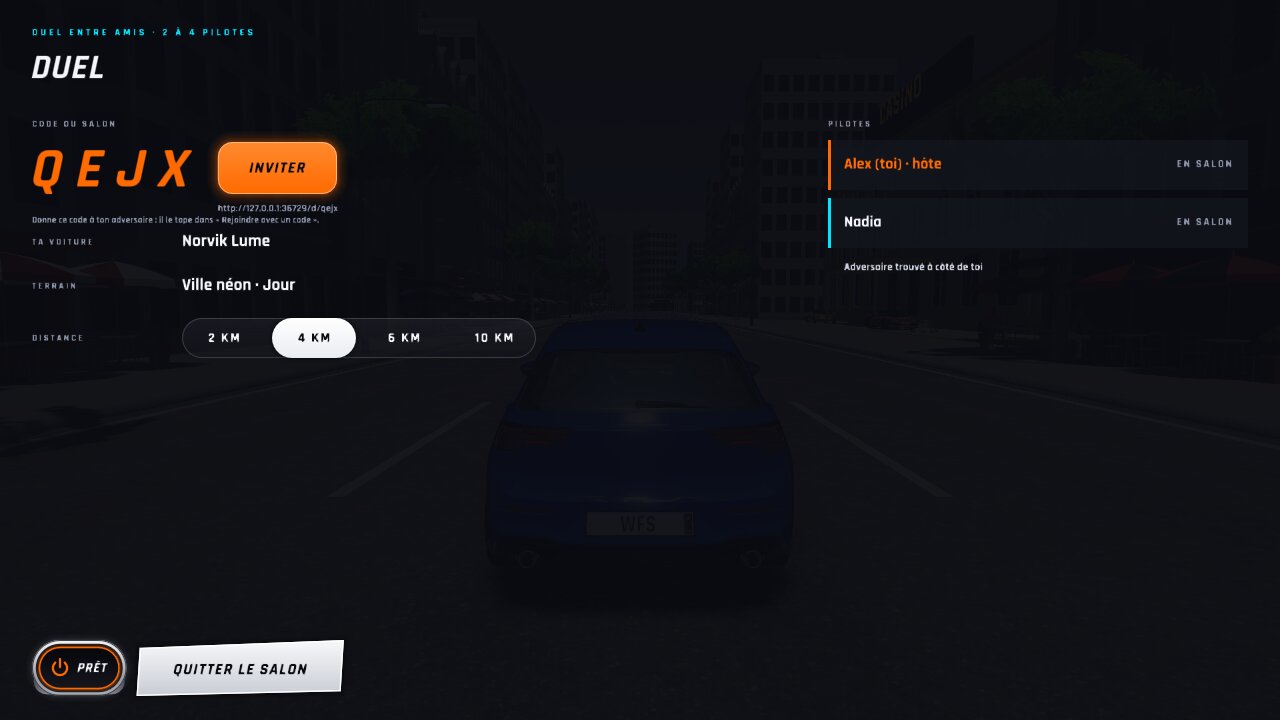 DUEL ENTRE AMIS · 2 À 4 PILOTES
DUEL
CODE DU SALON
QEJX
INVITER
http://127.0.0.1:36729/d/qejx
Donne ce code à ton adversaire : il le tape dans « Rejoindre avec un code ».
TA VOITURE
Norvik Lume
TERRAIN
Ville néon · Jour
DISTANCE
2 KM
4 KM
6 KM
10 KM
PILOTES
Alex (toi) · hôte
EN SALON
Nadia
EN SALON
Adversaire trouvé à côté de toi
CASINO
WFS
PRÊT
QUITTER LE SALON